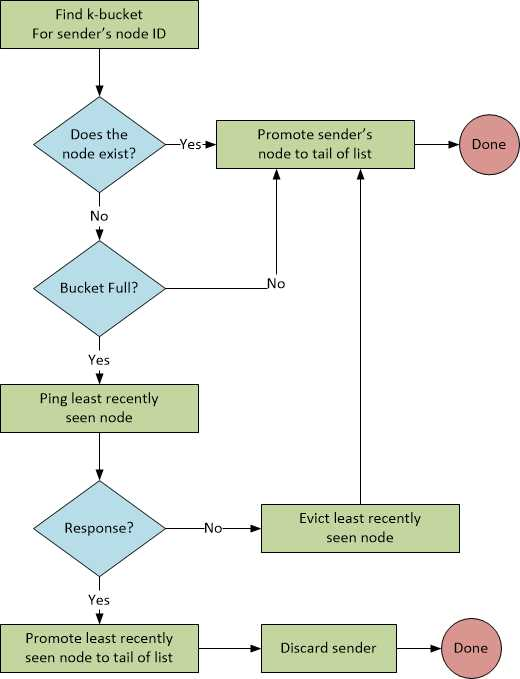 Find k-bucket
For sender's node ID
Does the
node exist?
Yes
Promote sender's
node to tail of list
Done
No
Bucket Full?
No
Yes
Ping least recently
seen node
Response?
No
Evict least recently
seen node
Yes
Promote least recently
seen node to tail of list
Discard sender
Done